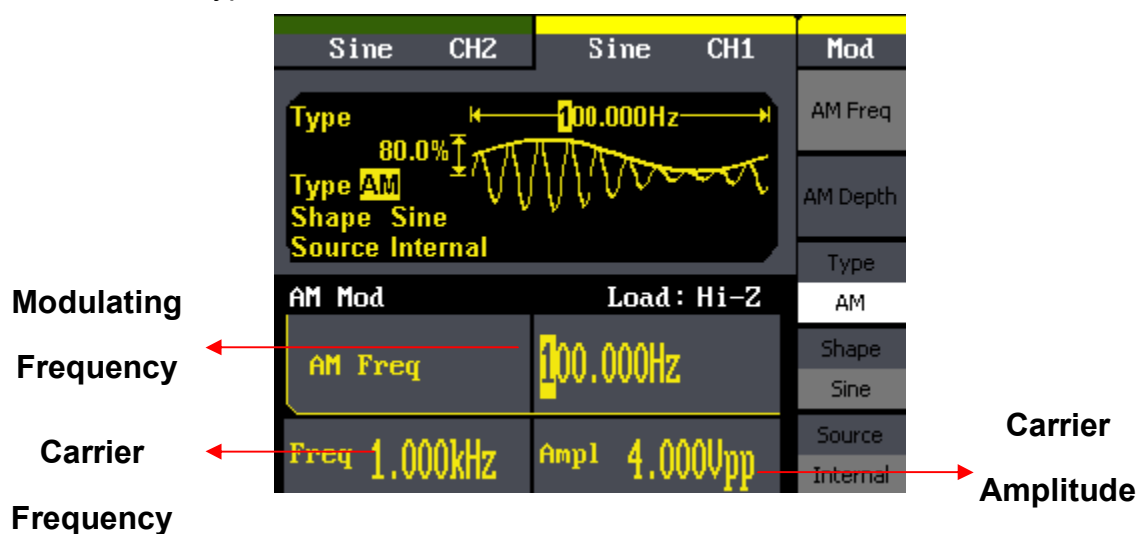 Sine CH2 Sine CH1 Mod
Type 100.000Hz
80.0%
Type AM
Shape Sine
Source Internal
AM Freq
AM Depth
Type
AM
Shape
Sine
Source
Internal
AM Mod Load: Hi-Z
AM Freq 100.000Hz
Freq 1.000kHz Ampl 4.000Vpp
Modulating
Frequency
Carrier
Frequency
Carrier
Amplitude